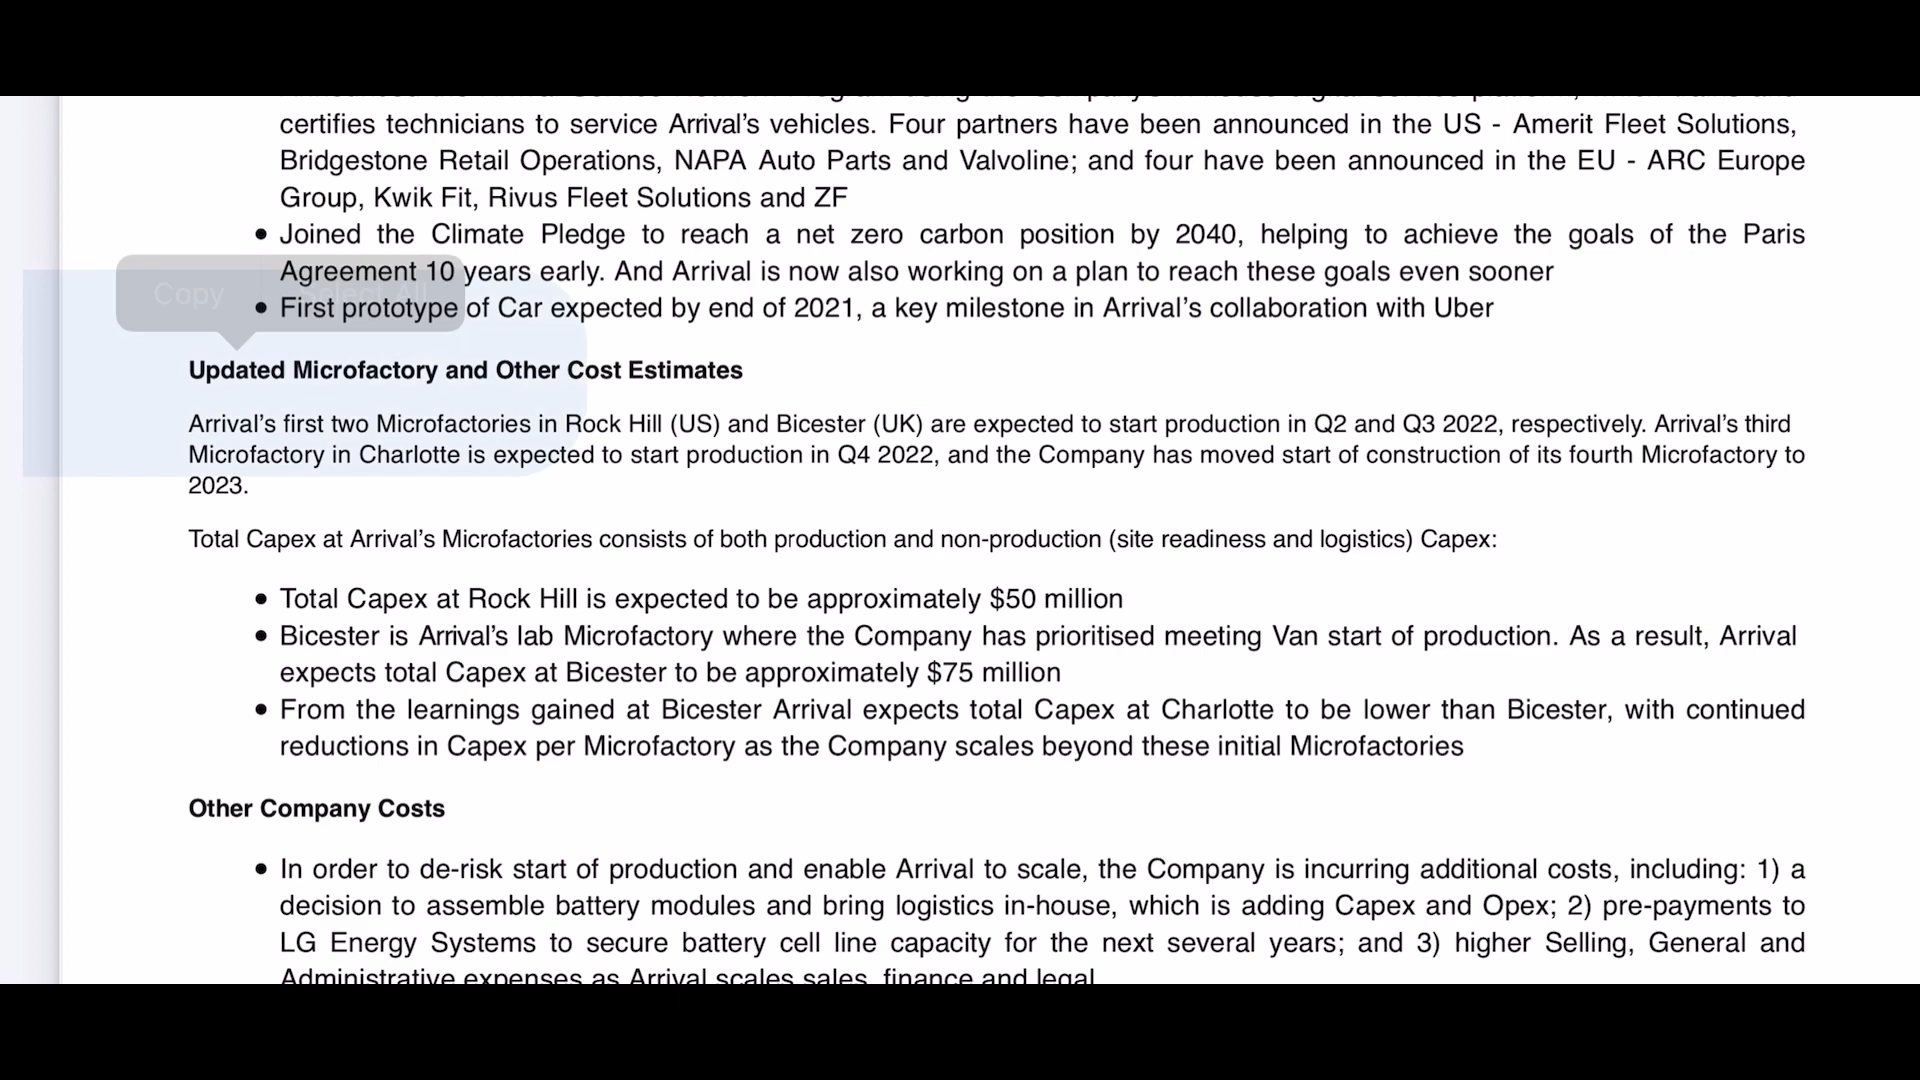 certifies technicians to service Arrival's vehicles. Four partners have been announced in the US - Amerit Fleet Solutions,
Bridgestone Retail Operations, NAPA Auto Parts and Valvoline; and four have been announced in the EU - ARC Europe
Group, Kwik Fit, Rivus Fleet Solutions and ZF
● Joined the Climate Pledge to reach a net zero carbon position by 2040, helping to achieve the goals of the Paris
Agreement 10 years early. And Arrival is now also working on a plan to reach these goals even sooner
Copy Select All
● First prototype of Car expected by end of 2021, a key milestone in Arrival's collaboration with Uber
Updated Microfactory and Other Cost Estimates
Arrival's first two Microfactories in Rock Hill (US) and Bicester (UK) are expected to start production in Q2 and Q3 2022, respectively. Arrival's third
Microfactory in Charlotte is expected to start production in Q4 2022, and the Company has moved start of construction of its fourth Microfactory to
2023.
Total Capex at Arrival's Microfactories consists of both production and non-production (site readiness and logistics) Capex:
● Total Capex at Rock Hill is expected to be approximately $50 million
● Bicester is Arrival's lab Microfactory where the Company has prioritised meeting Van start of production. As a result, Arrival
expects total Capex at Bicester to be approximately $75 million
● From the learnings gained at Bicester Arrival expects total Capex at Charlotte to be lower than Bicester, with continued
reductions in Capex per Microfactory as the Company scales beyond these initial Microfactories
Other Company Costs
● In order to de-risk start of production and enable Arrival to scale, the Company is incurring additional costs, including: 1) a
decision to assemble battery modules and bring logistics in-house, which is adding Capex and Opex; 2) pre-payments to
LG Energy Systems to secure battery cell line capacity for the next several years; and 3) higher Selling, General and
Administrative expenses as Arrival scales sales, finance and legal